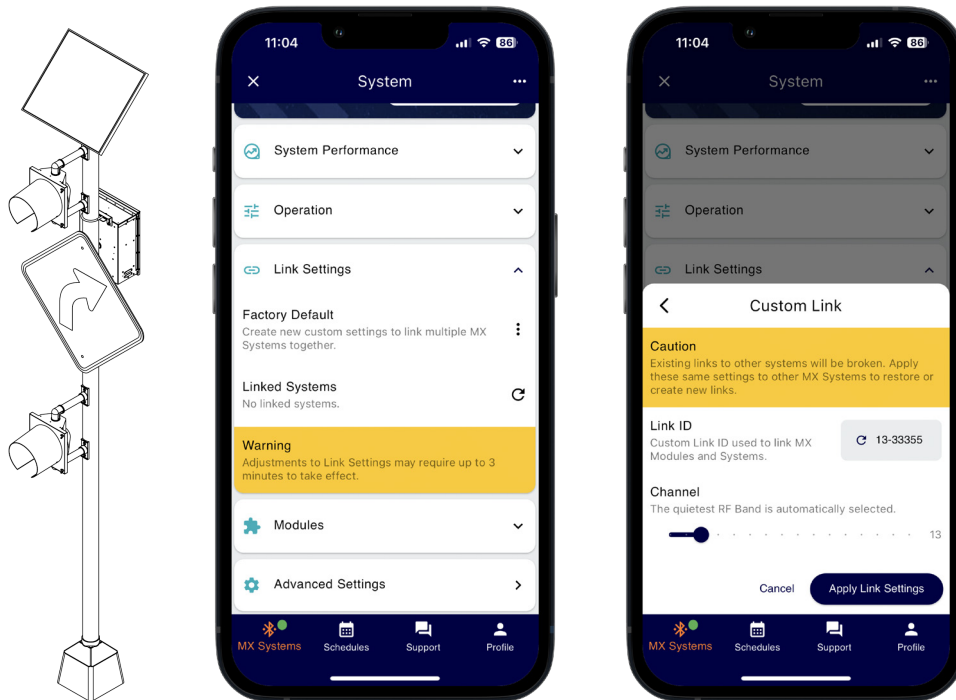 11:04
86
System
System Performance
Operation
Link Settings
Factory Default
Create new custom settings to link multiple MX
Systems together.
Linked Systems
No linked systems.
Warning
Adjustments to Link Settings may require up to 3
minutes to take effect.
Modules
Advanced Settings
MX Systems
Schedules
Support
Profile
11:04
86
System
System Performance
Operation
Link Settings
Custom Link
Caution
Existing links to other systems will be broken. Apply
these same settings to other MX Systems to restore or
create new links.
Link ID
Custom Link ID used to link MX
Modules and Systems.
13-33355
Channel
The quietest RF Band is automatically selected.
13
Cancel
Apply Link Settings
MX Systems
Schedules
Support
Profile